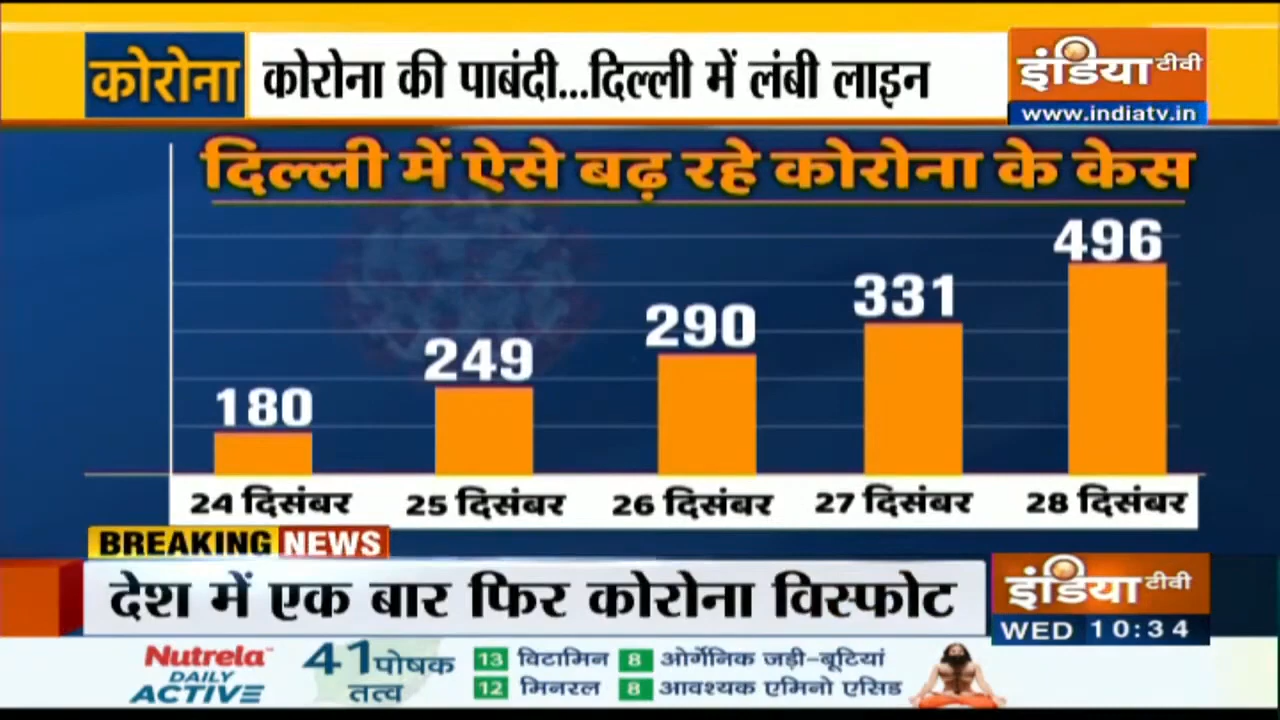 कोरोना
कोरोना की पाबंदी...दिल्ली में लंबी लाइन
इंडिया टीवी
www.indiatv.in
दिल्ली में ऐसे बढ़ रहे कोरोना के केस
180
249
290
331
496
24 दिसंबर
25 दिसंबर
26 दिसंबर
27 दिसंबर
28 दिसंबर
BREAKING NEWS
देश में एक बार फिर कोरोना विस्फोट
इंडिया टीवी
WED 10:34
Nutrela™
DAILY
ACTIVE
41 पोषक
तत्व
13 विटामिन
12 मिनरल
8 ओर्गेनिक जड़ी-बूटियां
8 आवश्यक एमिनो एसिड